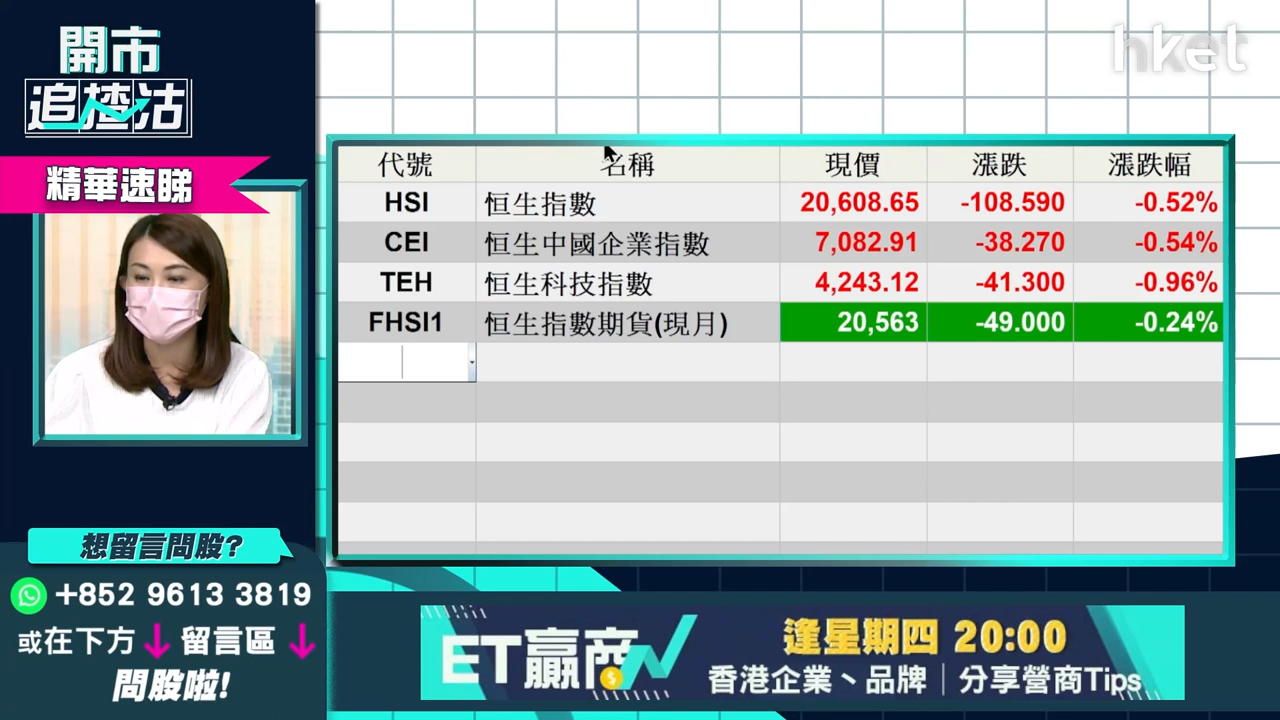 開市
追揸沽
精華速睇
hket
代號 名稱 現價 漲跌 漲跌幅
HSI 恒生指數 20,608.65 -108.590 -0.52%
CEI 恒生中國企業指數 7,082.91 -38.270 -0.54%
TEH 恒生科技指數 4,243.12 -41.300 -0.96%
FHSI1 恒生指數期貨(現月) 20,563 -49.000 -0.24%
想留言問股?
+852 9613 3819
或在下方↓留言區↓
問股啦!
ET贏商
逢星期四 20:00
香港企業、品牌｜分享營商Tips